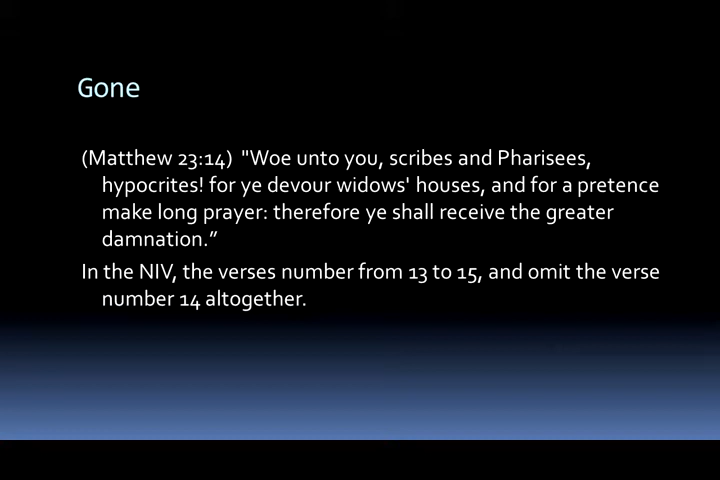 Gone
(Matthew 23:14) "Woe unto you, scribes and Pharisees,
hypocrites! for ye devour widows' houses, and for a pretence
make long prayer: therefore ye shall receive the greater
damnation.”
In the NIV, the verses number from 13 to 15, and omit the verse
number 14 altogether.